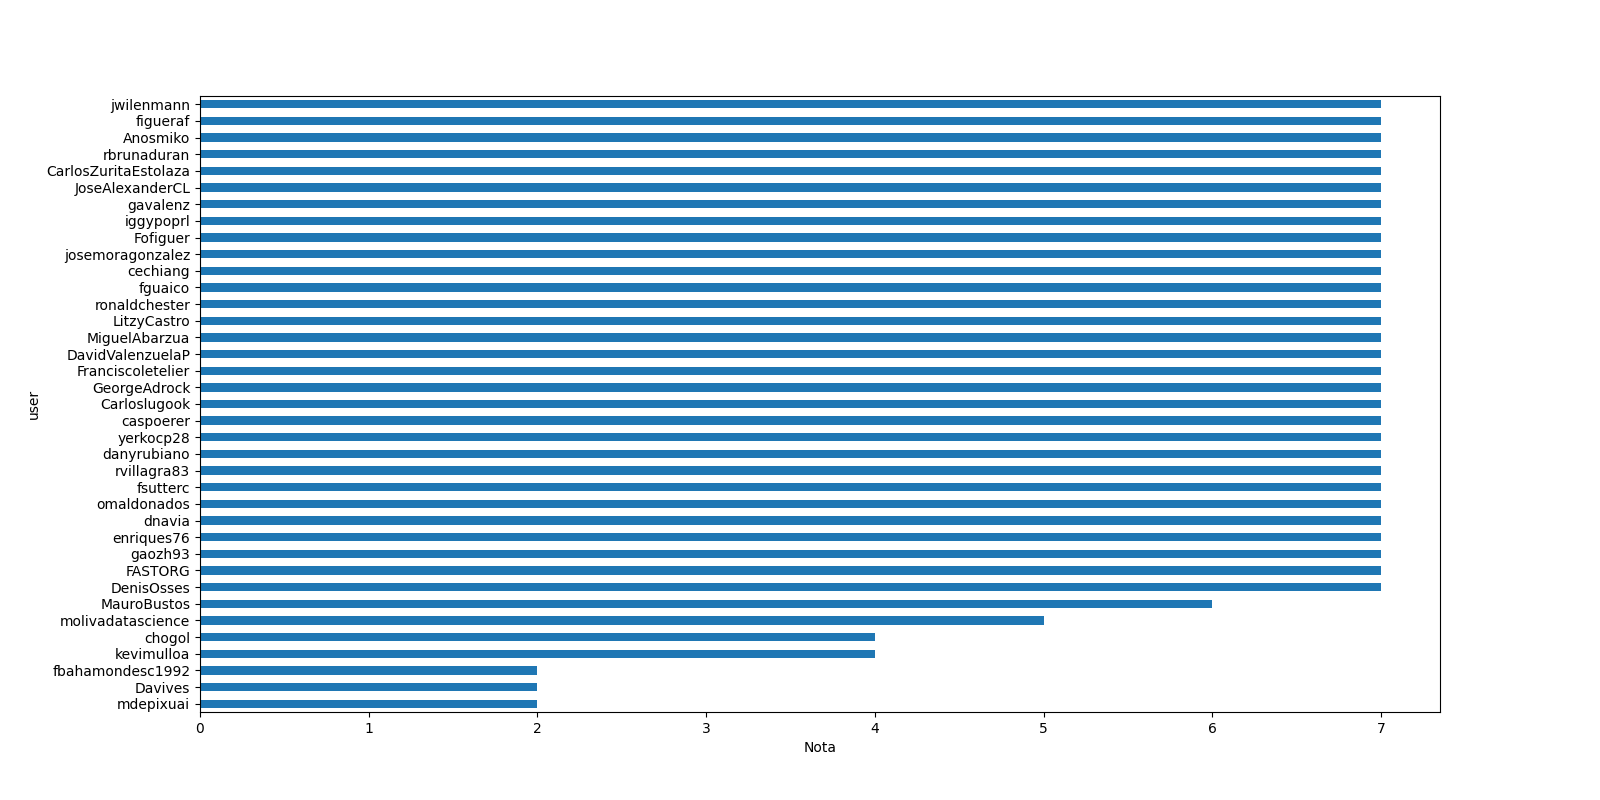 jwilenmann
figueraf
Anosmiko
rbrunaduran
CarlosZuritaEstolaza
JoseAlexanderCL
gavalenz
iggypoprl
Fofiguer
josemoragonzalez
cechiang
fguaico
ronaldchester
LitzyCastro
MiguelAbarzua
DavidValenzuelaP
Franciscoletelier
GeorgeAdrock
Carloslugook
caspoerer
yerkocp28
danyrubiano
rvillagra83
fsutterc
omaldonados
dnavia
enriques76
gaozh93
FASTORG
DenisOsses
MauroBustos
molivadatascience
chogol
kevimulloa
fbahamondesc1992
Davives
mdepixuai
user
0 1 2 3 4 5 6 7
Nota